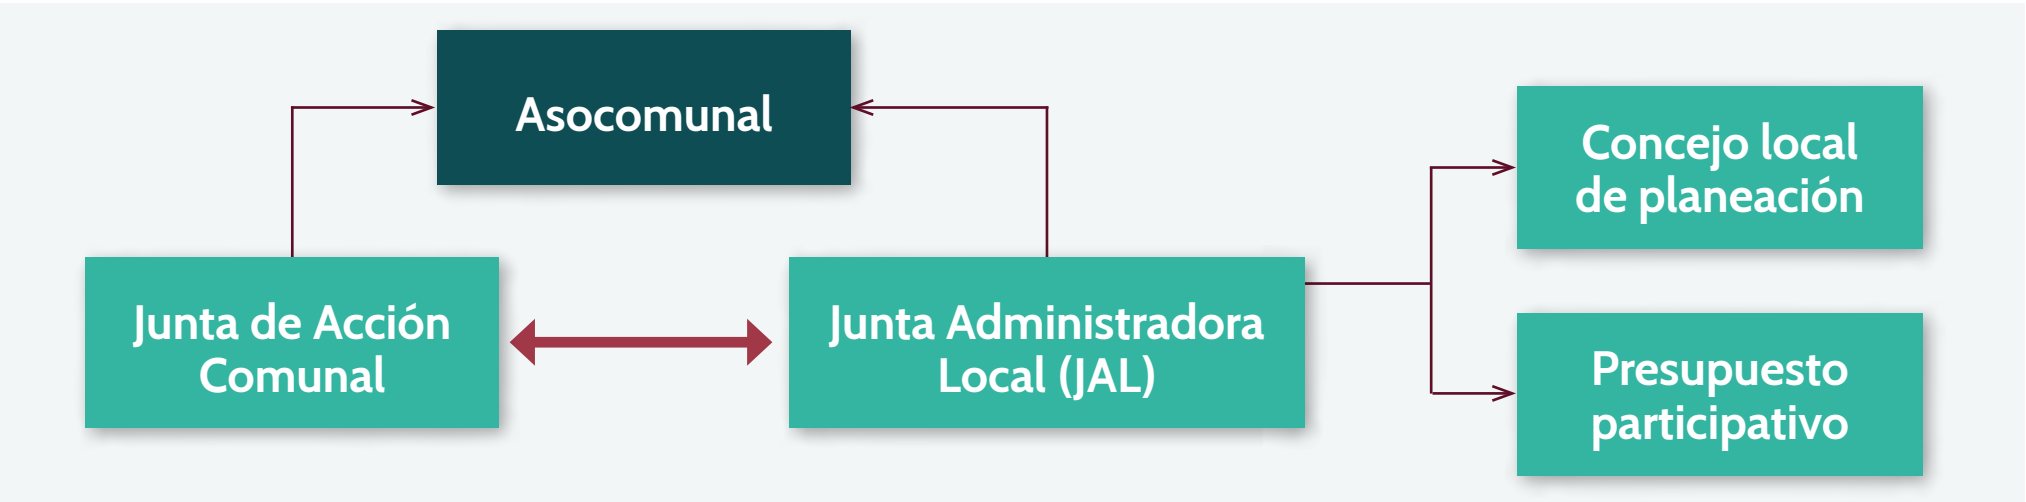 Asocomunal
Junta de Acción
Comunal
Junta Administradora
Local (JAL)
Concejo local
de planeación
Presupuesto
participativo